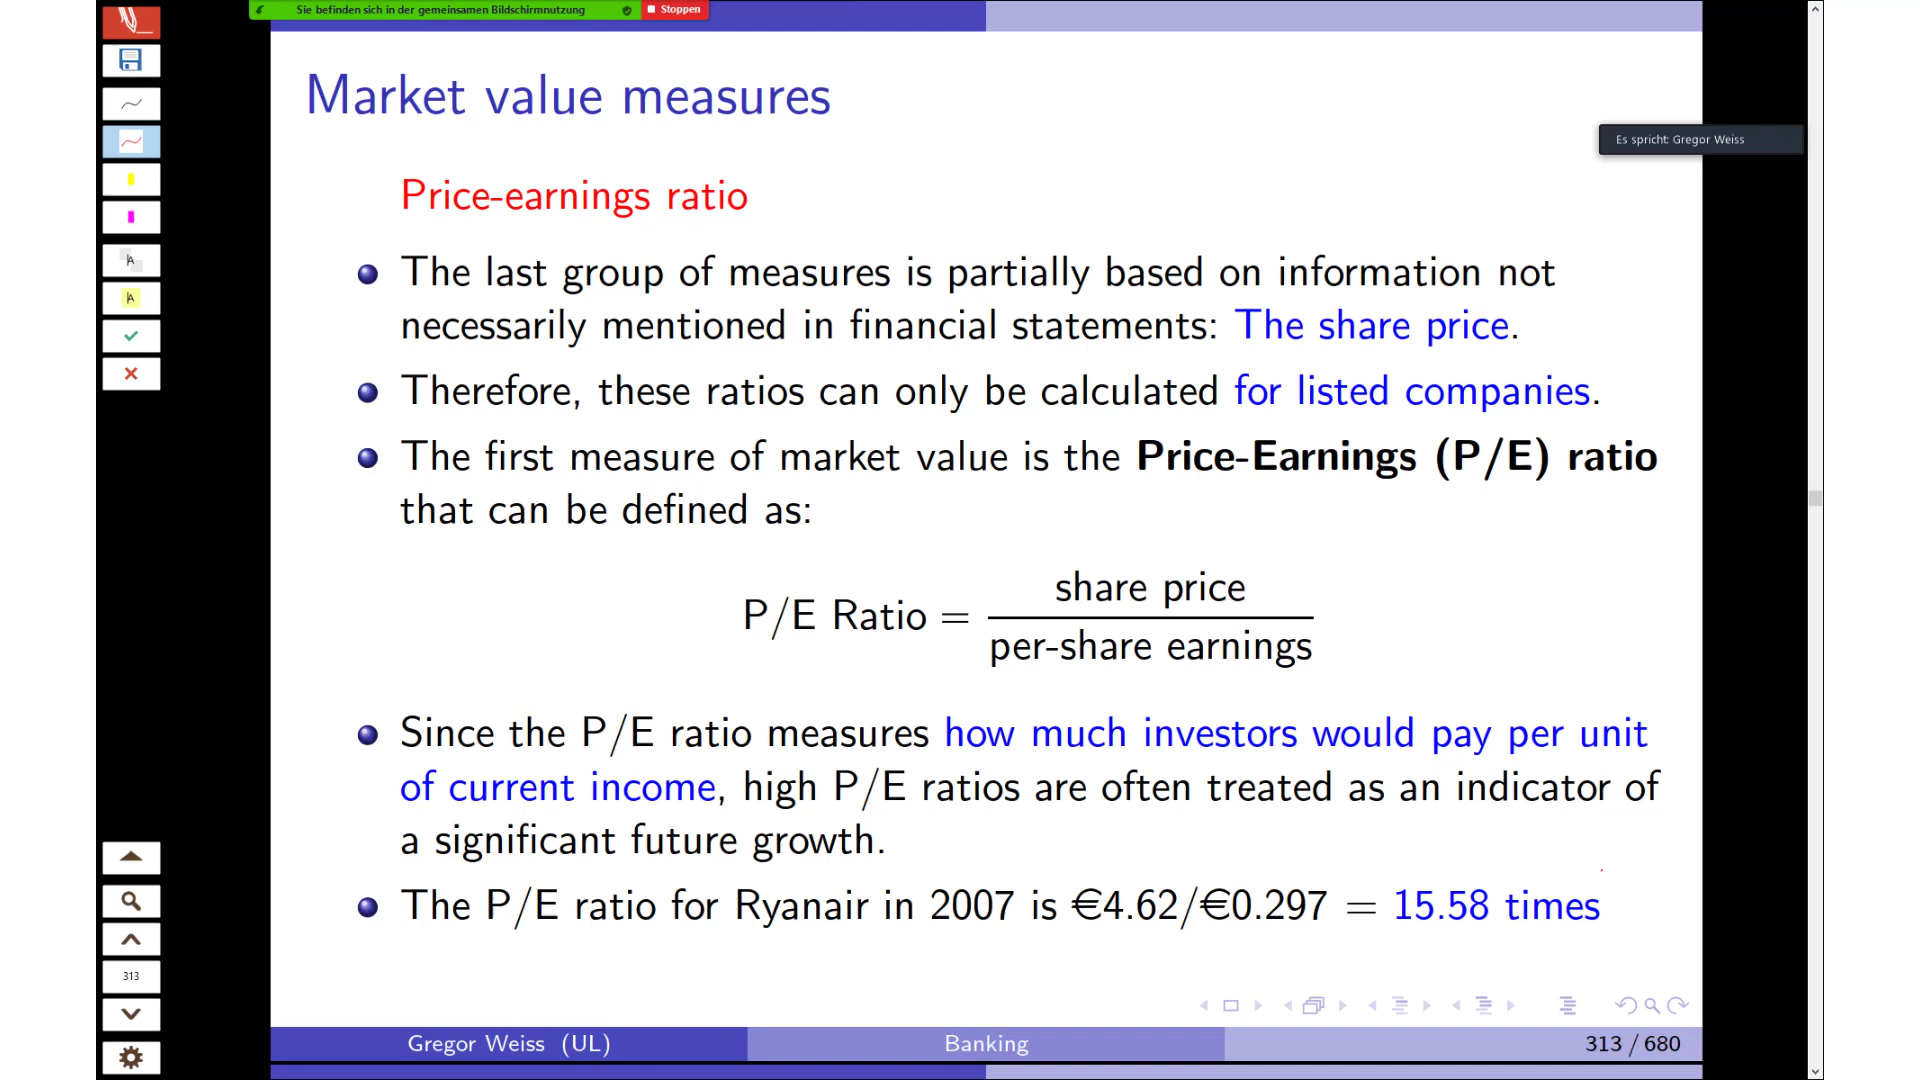 Sie befinden sich in der gemeinsamen Bildschirmnutzung
Stoppen
Market value measures
Es spricht: Gregor Weiss
Price-earnings ratio
The last group of measures is partially based on information not
necessarily mentioned in financial statements: The share price.
Therefore, these ratios can only be calculated for listed companies.
The first measure of market value is the Price-Earnings (P/E) ratio
that can be defined as:
P/E Ratio = share price / per-share earnings
Since the P/E ratio measures how much investors would pay per unit
of current income, high P/E ratios are often treated as an indicator of
a significant future growth.
The P/E ratio for Ryanair in 2007 is €4.62/€0.297 = 15.58 times
313
Gregor Weiss (UL)
Banking
313 / 680